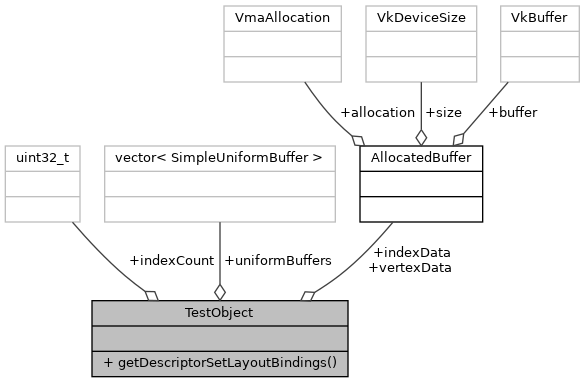 VmaAllocation
VkDeviceSize
VkBuffer
+allocation
+size
+buffer
uint32_t
vector< SimpleUniformBuffer >
AllocatedBuffer
+indexCount
+uniformBuffers
+indexData
+vertexData
TestObject
+ getDescriptorSetLayoutBindings()